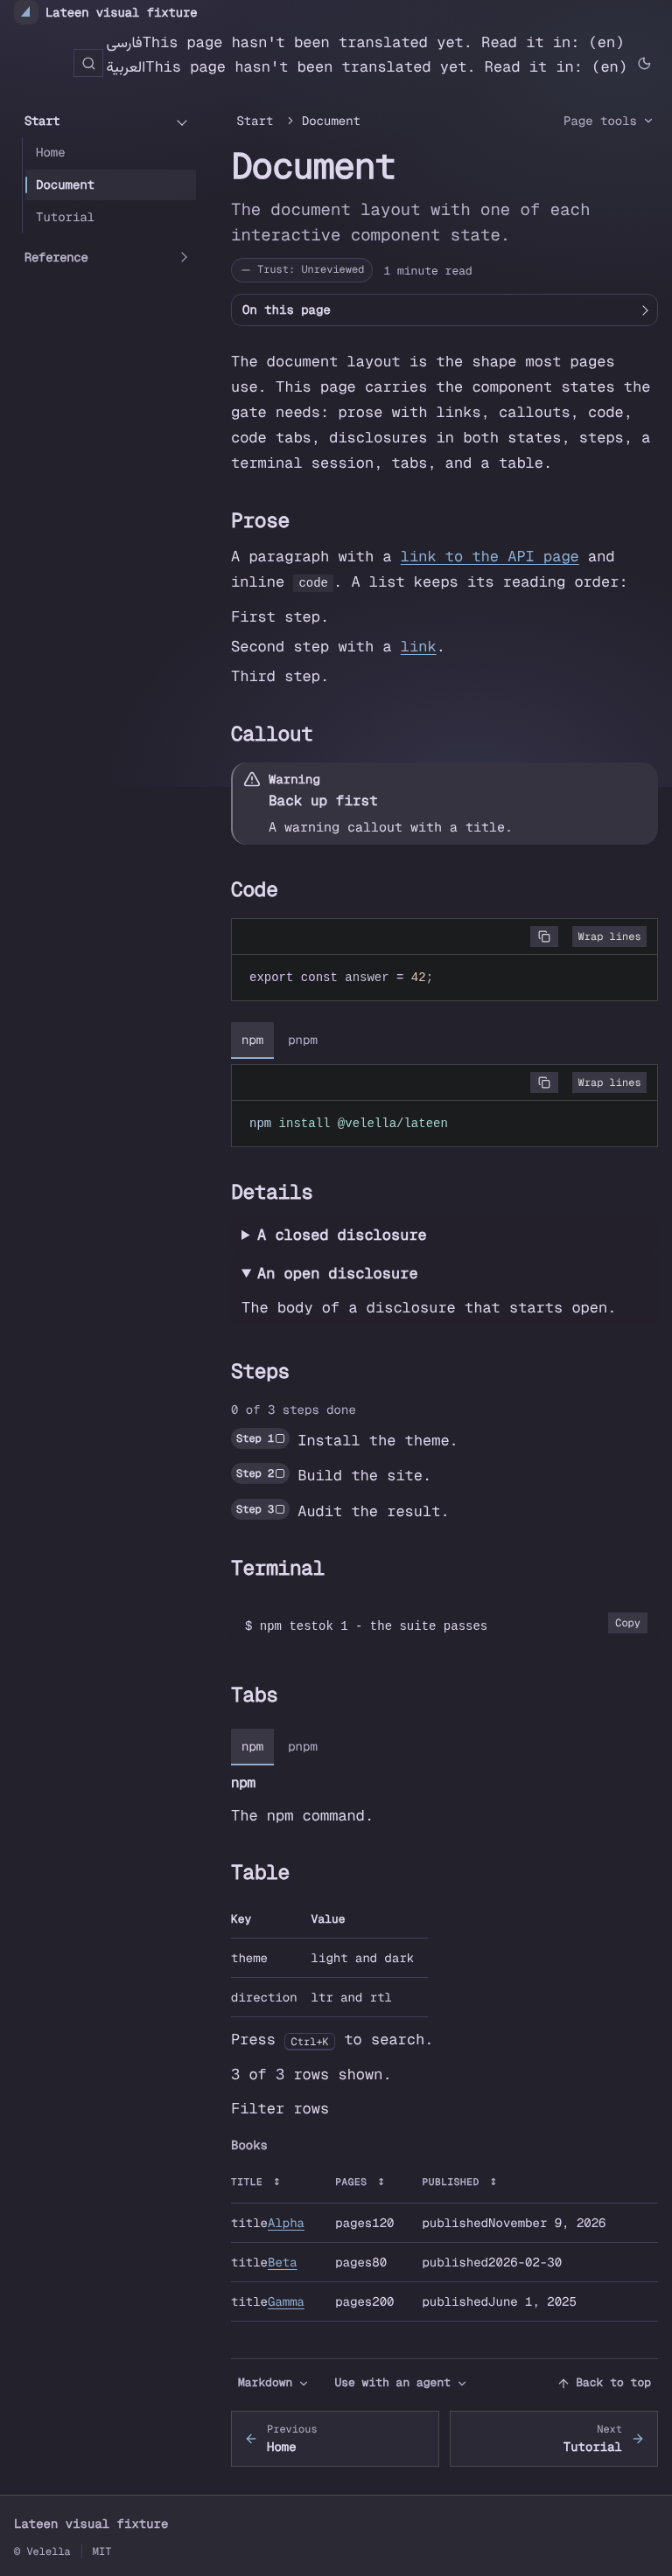 Lateen visual fixture
فارسیThis page hasn't been translated yet. Read it in: (en)
العربيةThis page hasn't been translated yet. Read it in: (en)
Start
Home
Document
Tutorial
Reference
Start > Document
Page tools
Document
The document layout with one of each
interactive component state.
— Trust: Unreviewed
1 minute read
On this page
The document layout is the shape most pages
use. This page carries the component states the
gate needs: prose with links, callouts, code,
code tabs, disclosures in both states, steps, a
terminal session, tabs, and a table.
Prose
A paragraph with a link to the API page and
inline code. A list keeps its reading order:
First step.
Second step with a link.
Third step.
Callout
Warning
Back up first
A warning callout with a title.
Code
Wrap lines
export const answer = 42;
npm pnpm
Wrap lines
npm install @velella/lateen
Details
A closed disclosure
An open disclosure
The body of a disclosure that starts open.
Steps
0 of 3 steps done
Step 1 Install the theme.
Step 2 Build the site.
Step 3 Audit the result.
Terminal
$ npm testok 1 - the suite passes
Copy
Tabs
npm pnpm
npm
The npm command.
Table
Key Value
theme light and dark
direction ltr and rtl
Press Ctrl+K to search.
3 of 3 rows shown.
Filter rows
Books
TITLE ↕ PAGES ↕ PUBLISHED ↕
titleAlpha pages120 publishedNovember 9, 2026
titleBeta pages80 published2026-02-30
titleGamma pages200 publishedJune 1, 2025
Markdown Use with an agent ↑ Back to top
← Previous
Home
Next →
Tutorial
Lateen visual fixture
© Velella MIT